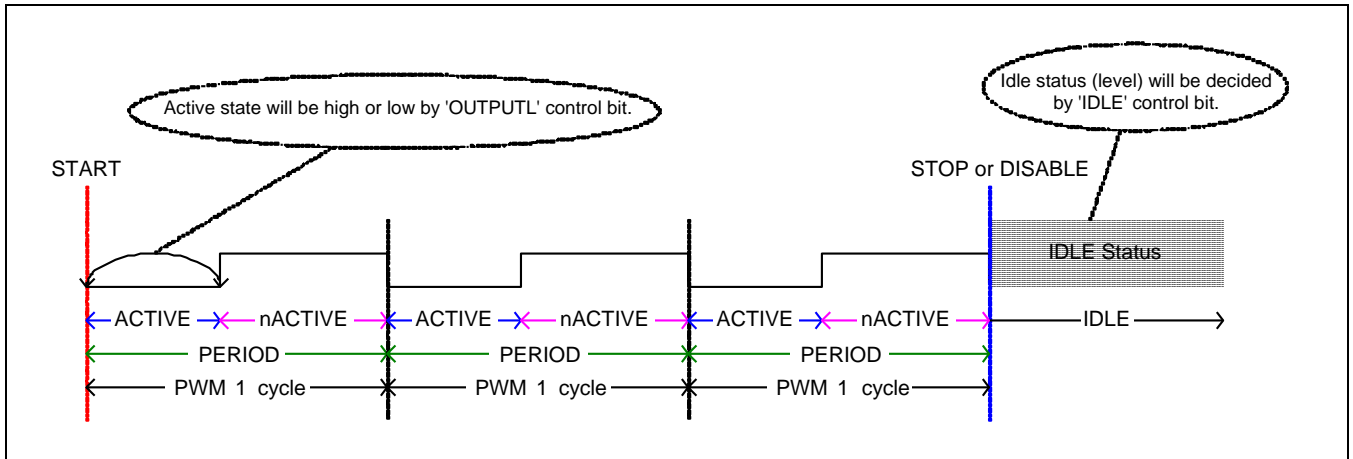 Active state will be high or low by 'OUTPUTL' control bit.
Idle status (level) will be decided
by 'IDLE' control bit.
START
STOP or DISABLE
IDLE Status
ACTIVE nACTIVE ACTIVE nACTIVE ACTIVE nACTIVE IDLE
PERIOD PERIOD PERIOD
PWM 1 cycle PWM 1 cycle PWM 1 cycle